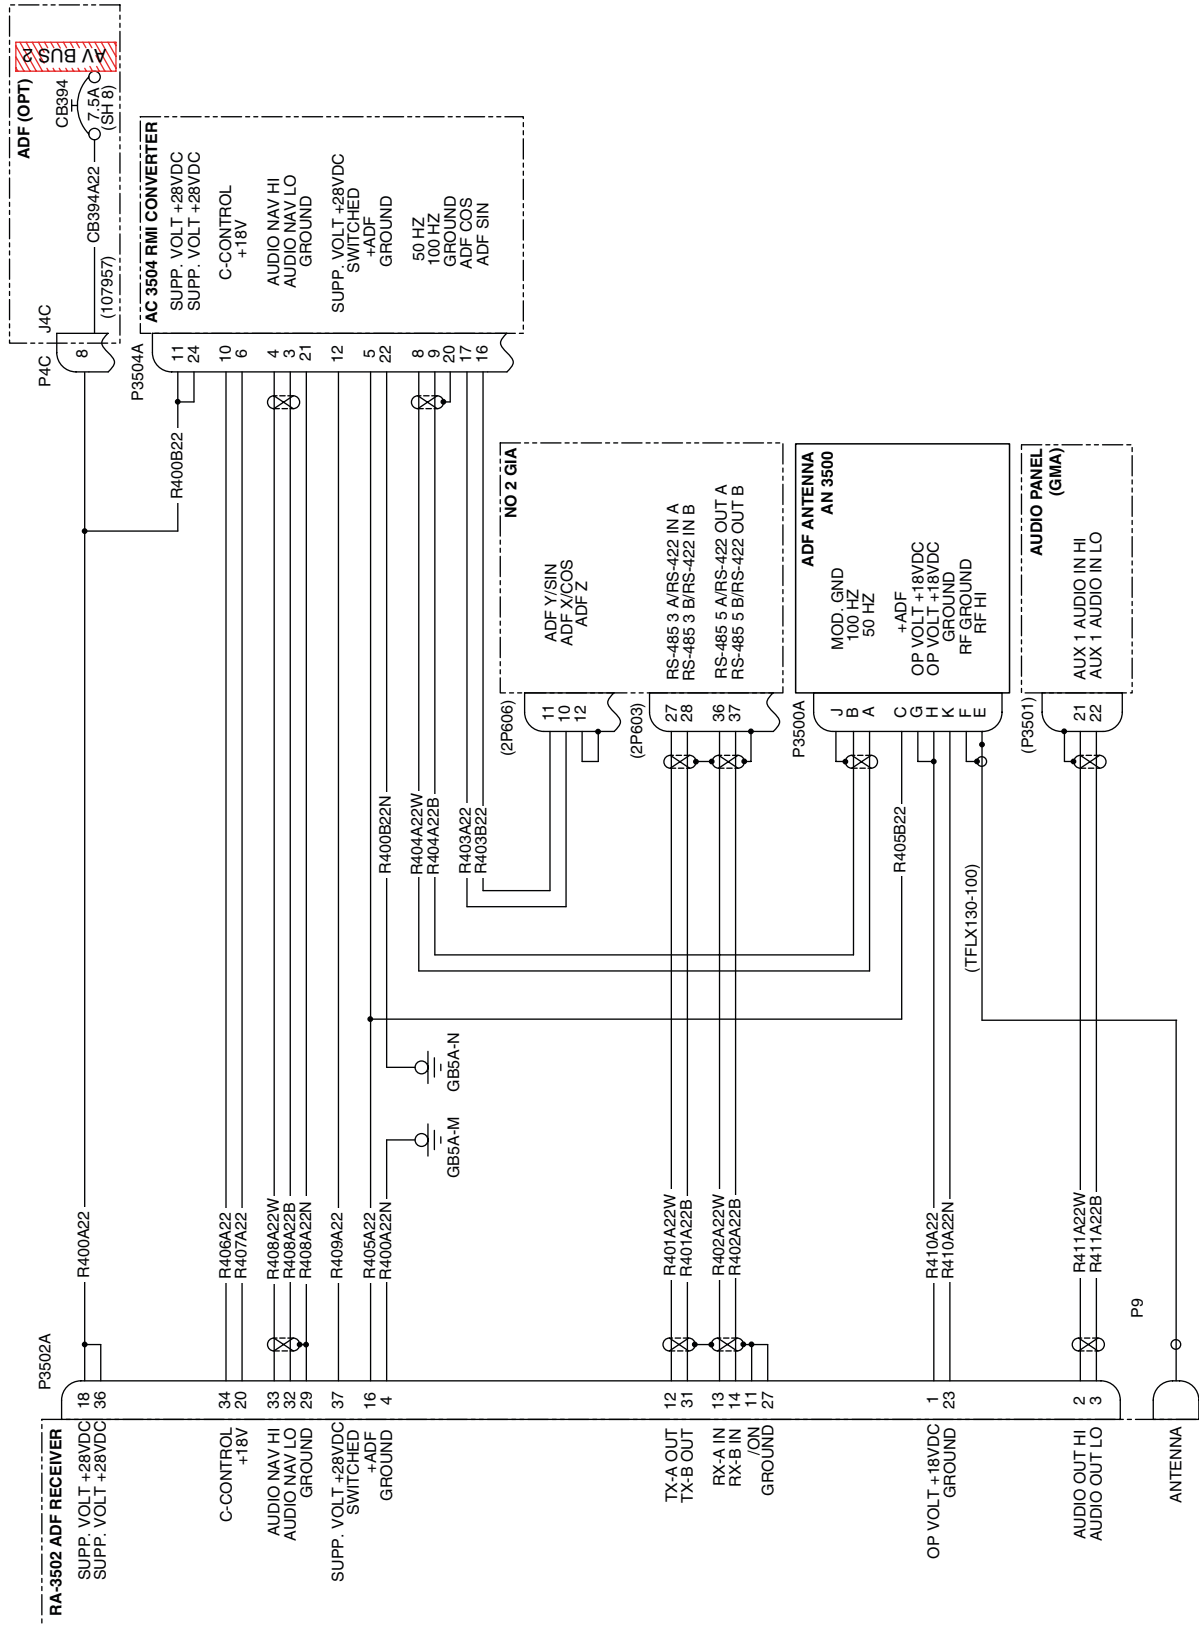 RA-3502 ADF RECEIVER
SUPP. VOLT +28VDC
SUPP. VOLT +28VDC
C-CONTROL
+18V
AUDIO NAV HI
AUDIO NAV LO
GROUND
SUPP. VOLT +28VDC
SWITCHED
+ADF
GROUND
TX-A OUT
TX-B OUT
RX-A IN
RX-B IN
/ON
GROUND
OP VOLT +18VDC
GROUND
AUDIO OUT HI
AUDIO OUT LO
ANTENNA
P3502A
18
36
34
20
33
32
29
37
16
4
12
31
13
14
11
27
1
23
2
3
P9
R400A22
R406A22
R407A22
R408A22W
R408A22B
R408A22N
R409A22
R405A22
R400A22N
R401A22W
R401A22B
R402A22W
R402A22B
R410A22
R410A22N
R411A22W
R411A22B
GB5A-M
GB5A-N
R400B22N
R404A22W
R404A22B
R403A22
R403B22
R405B22
(TFLX130-100)
R400B22
P4C
J4C
8
(107957)
CB394A22
ADF (OPT)
CB394
7.5A
(SH 8)
AV BUS 2
P3504A
11
24
10
6
4
3
21
12
5
22
8
9
20
17
16
AC 3504 RMI CONVERTER
SUPP. VOLT +28VDC
SUPP. VOLT +28VDC
C-CONTROL
+18V
AUDIO NAV HI
AUDIO NAV LO
GROUND
SUPP. VOLT +28VDC
SWITCHED
+ADF
GROUND
50 HZ
100 HZ
GROUND
ADF COS
ADF SIN
(2P606)
11
10
12
(2P603)
27
28
36
37
NO 2 GIA
ADF Y/SIN
ADF X/COS
ADF Z
RS-485 3 A/RS-422 IN A
RS-485 3 B/RS-422 IN B
RS-485 5 A/RS-422 OUT A
RS-485 5 B/RS-422 OUT B
P3500A
J
B
A
C
G
H
K
F
E
ADF ANTENNA
AN 3500
MOD. GND
100 HZ
50 HZ
+ADF
OP VOLT +18VDC
OP VOLT +18VDC
GROUND
RF GROUND
RF HI
(P3501)
21
22
AUDIO PANEL
(GMA)
AUX 1 AUDIO IN HI
AUX 1 AUDIO IN LO